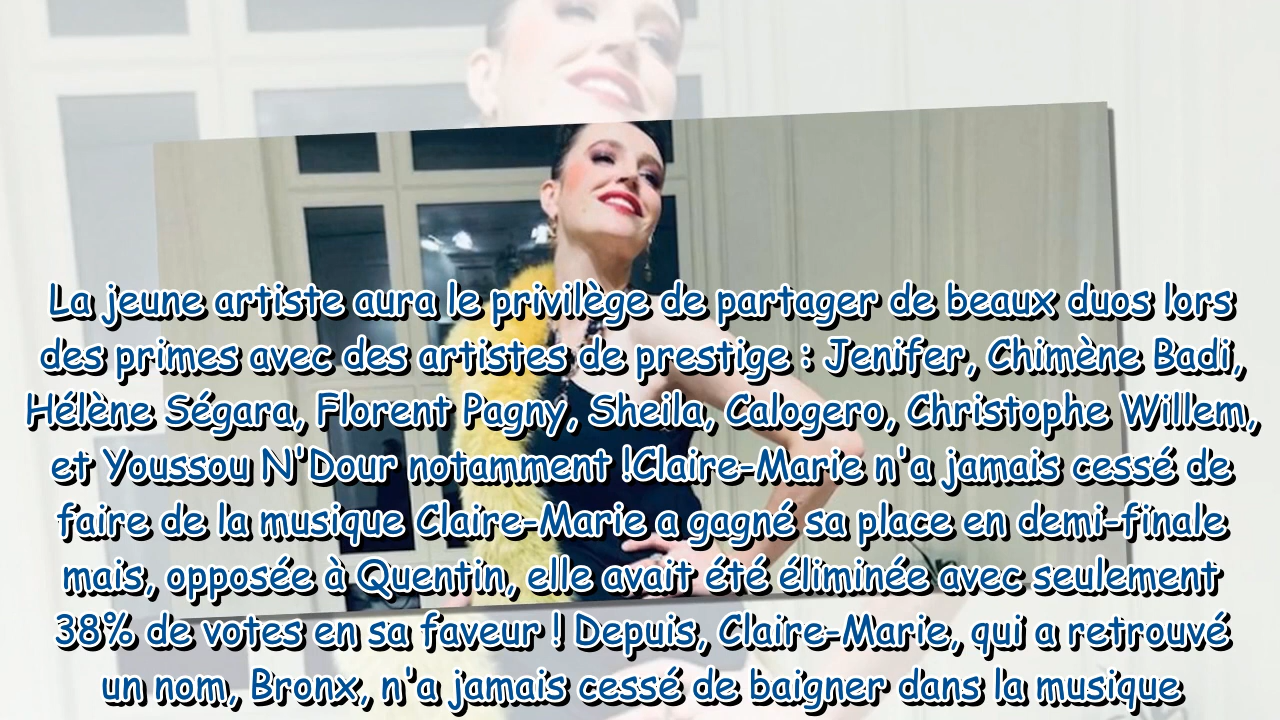 La jeune artiste aura le privilège de partager de beaux duos lors
des primes avec des artistes de prestige : Jenifer, Chimène Badi,
Hélène Ségara, Florent Pagny, Sheila, Calogero, Christophe Willem,
et Youssou N'Dour notamment !Claire-Marie n'a jamais cessé de
faire de la musique Claire-Marie a gagné sa place en demi-finale
mais, opposée à Quentin, elle avait été éliminée avec seulement
38% de votes en sa faveur ! Depuis, Claire-Marie, qui a retrouvé
un nom, Bronx, n'a jamais cessé de baigner dans la musique